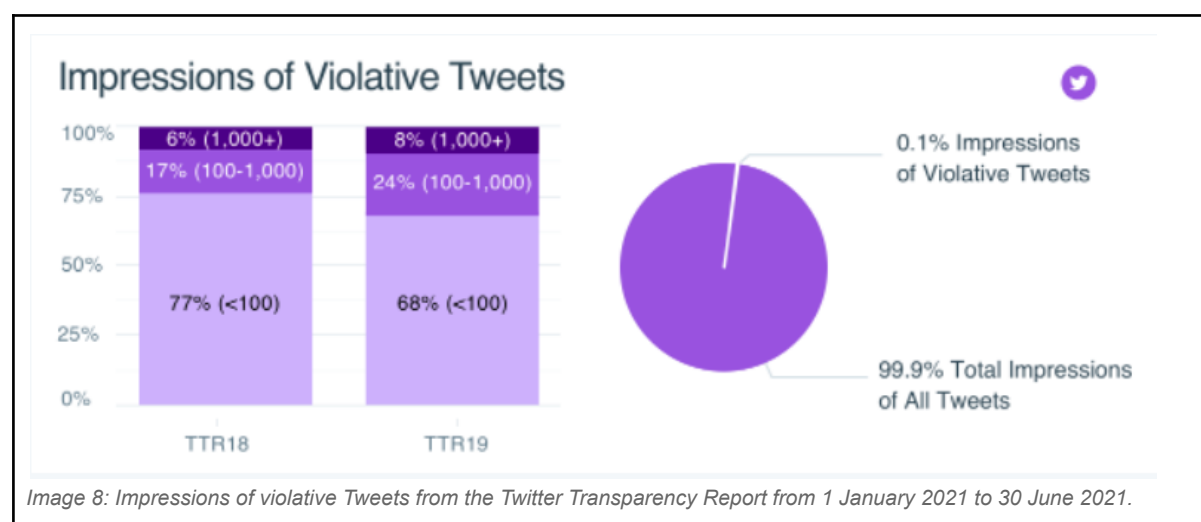 Impressions of Violative Tweets
100%
75%
50%
25%
0%
6% (1,000+)
17% (100-1,000)
77% (<100)
TTR18
8% (1,000+)
24% (100-1,000)
68% (<100)
TTR19
0.1% Impressions
of Violative Tweets
99.9% Total Impressions
of All Tweets
Image 8: Impressions of violative Tweets from the Twitter Transparency Report from 1 January 2021 to 30 June 2021.